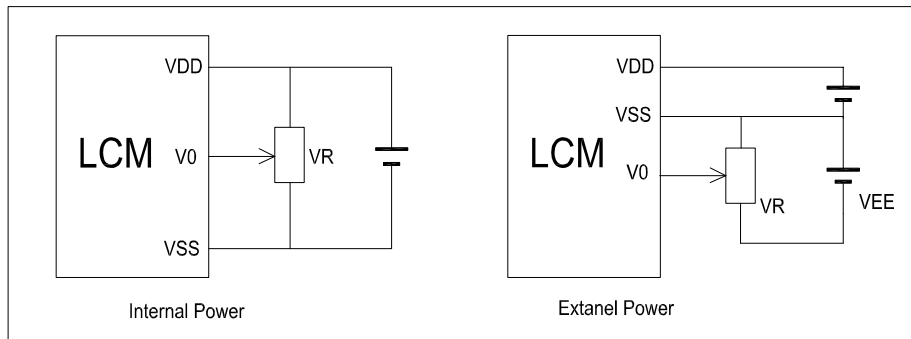 VDD
LCM
V0
VR
VSS
Internal Power
VDD
VSS
LCM
V0
VR
VEE
Extanel Power